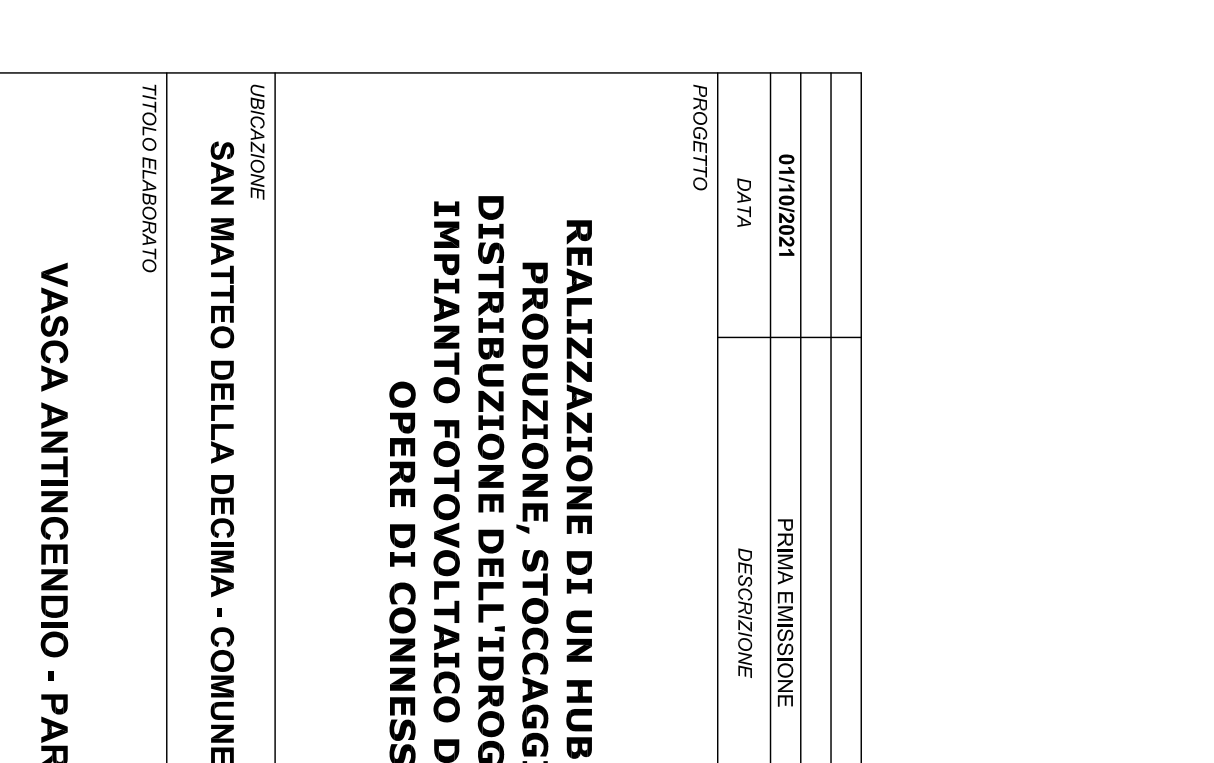 01/10/2021 PRIMA EMISSIONE
DATA DESCRIZIONE
PROGETTO
REALIZZAZIONE DI UN HUB
PRODUZIONE, STOCCAGG
DISTRIBUZIONE DELL'IDROG
IMPIANTO FOTOVOLTAICO D
OPERE DI CONNESS
UBICAZIONE
SAN MATTEO DELLA DECIMA - COMUNE
TITOLO ELABORATO
VASCA ANTINCENDIO - PAR